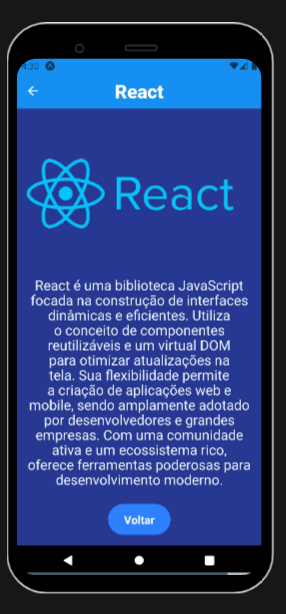 4:30
React
React
React é uma biblioteca JavaScript
focada na construção de interfaces
dinâmicas e eficientes. Utiliza
o conceito de componentes
reutilizáveis e um virtual DOM
para otimizar atualizações na
tela. Sua flexibilidade permite
a criação de aplicações web e
mobile, sendo amplamente adotado
por desenvolvedores e grandes
empresas. Com uma comunidade
ativa e um ecossistema rico,
oferece ferramentas poderosas para
desenvolvimento moderno.
Voltar